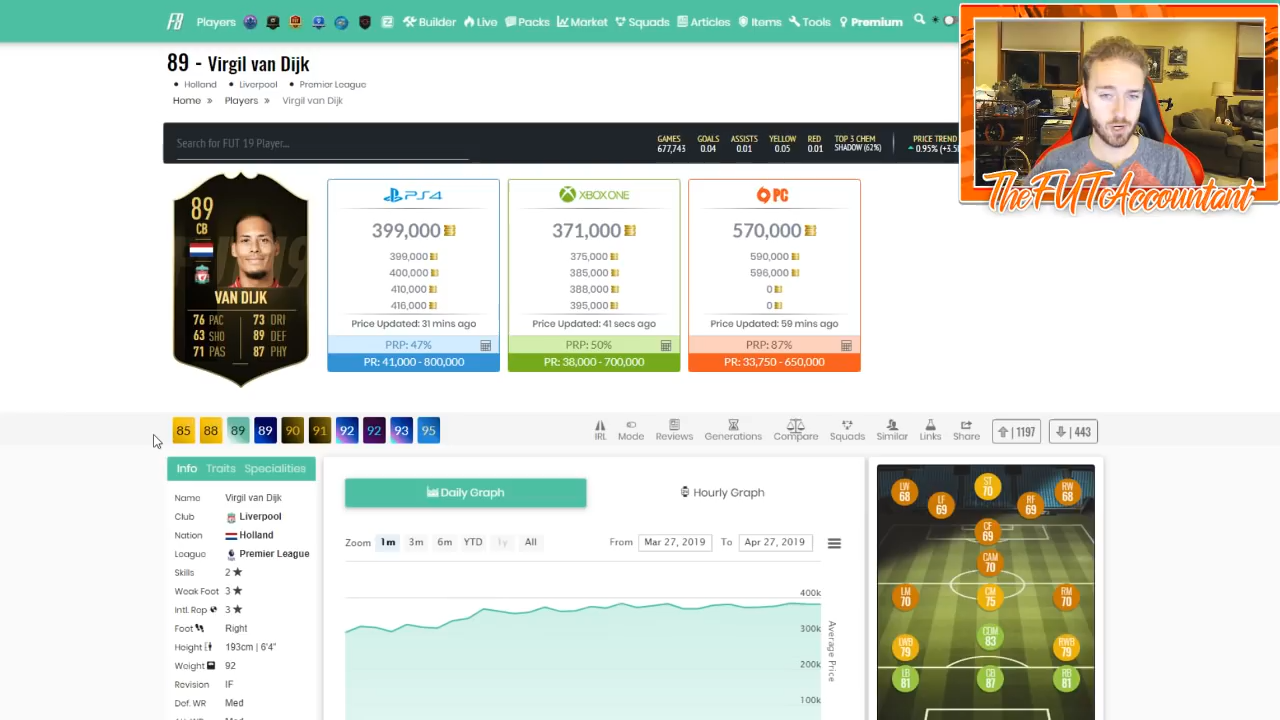 F8 Players Builder Live Packs Market Squads Articles Items Tools Premium
89 - Virgil van Dijk
Holland Liverpool Premier League
Home » Players » Virgil van Dijk
Search for FUT 19 Player...
GAMES GOALS ASSISTS YELLOW RED TOP 3 CHEM PRICE TREND
677,743 0.04 0.01 0.05 0.01 SHADOW (62%) 0.95% (+3.5
TheFUTAccountant
89
CB
VAN DIJK
76 PAC 73 DRI
63 SHO 89 DEF
71 PAS 87 PHY
PS4
399,000
399,000
400,000
410,000
416,000
Price Updated: 31 mins ago
PRP: 47%
PR: 41,000 - 800,000
XBOX ONE
371,000
375,000
385,000
388,000
395,000
Price Updated: 41 secs ago
PRP: 50%
PR: 38,000 - 700,000
PC
570,000
590,000
596,000
0
0
Price Updated: 59 mins ago
PRP: 87%
PR: 33,750 - 650,000
85 88 89 89 90 91 92 92 93 95
IRL Mode Reviews Generations Compare Squads Similar Links Share | 1197 | 443
Info Traits Specialities
Name Virgil van Dijk
Club Liverpool
Nation Holland
League Premier League
Skills 2
Weak Foot 3
Intl. Rep 3
Foot Right
Height 193cm | 6'4"
Weight 92
Revision IF
Def. WR Med
Daily Graph Hourly Graph
Zoom 1m 3m 6m YTD 1y All From Mar 27, 2019 To Apr 27, 2019
400k
300k
200k
100k
Average Price
LW 68
LF 69
ST 70
RF 69
RW 68
CF 69
CAM 70
LM 70
CM 75
RM 70
CDM 83
LWB 79
RWB 79
LB 81
CB 87
RB 81